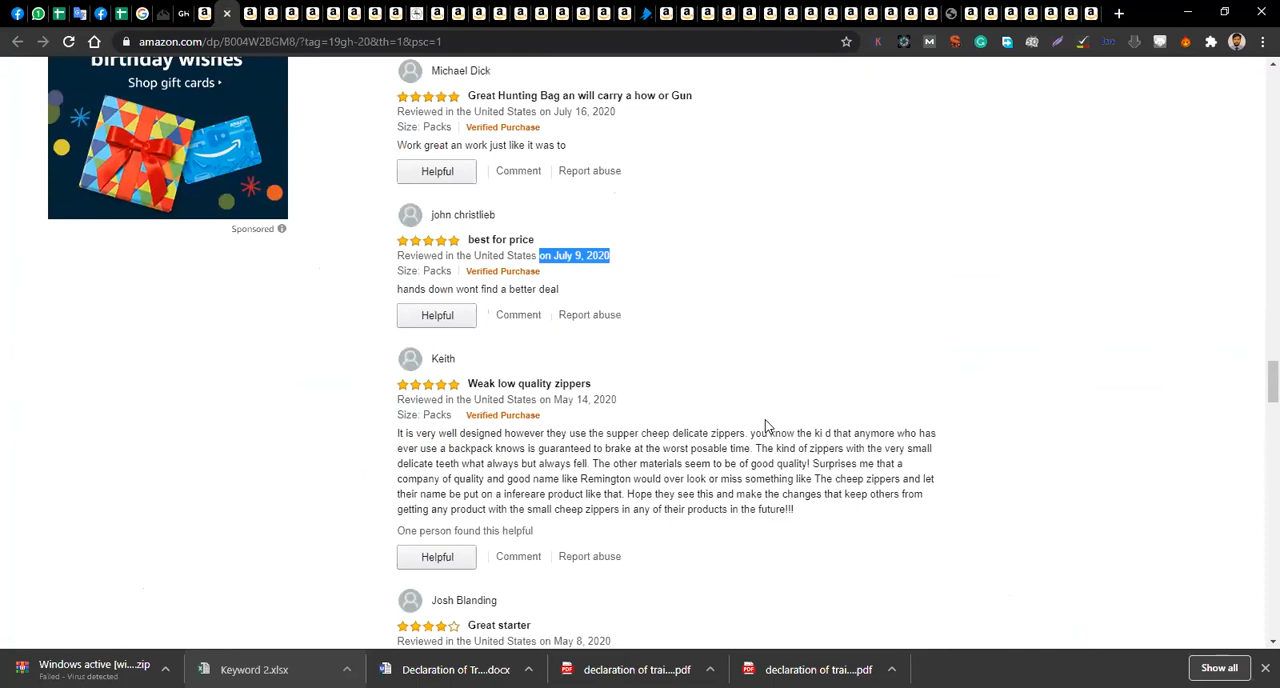 GH
amazon.com/dp/B004W2BGM8/?tag=19gh-20&th=1&psc=1
birthday wishes
Shop gift cards ▸
Sponsored
Michael Dick
Great Hunting Bag an will carry a how or Gun
Reviewed in the United States on July 16, 2020
Size: Packs | Verified Purchase
Work great an work just like it was to
Helpful | Comment | Report abuse
john christlieb
best for price
Reviewed in the United States on July 9, 2020
Size: Packs | Verified Purchase
hands down wont find a better deal
Helpful | Comment | Report abuse
Keith
Weak low quality zippers
Reviewed in the United States on May 14, 2020
Size: Packs Verified Purchase
It is very well designed however they use the supper cheep delicate zippers. you know the ki d that anymore who has
ever use a backpack knows is guaranteed to brake at the worst posable time. The kind of zippers with the very small
delicate teeth what always but always fell. The other materials seem to be of good quality! Surprises me that a
company of quality and good name like Remington would over look or miss something like The cheep zippers and let
their name be put on a infereare product like that. Hope they see this and make the changes that keep others from
getting any product with the small cheep zippers in any of their products in the future!!!
One person found this helpful
Helpful | Comment | Report abuse
Josh Blanding
Great starter
Reviewed in the United States on May 8, 2020
Windows active [wi....zip
Failed - Virus detected
Keyword 2.xlsx
Declaration of Tr....docx
declaration of trai....pdf
declaration of trai....pdf
Show all